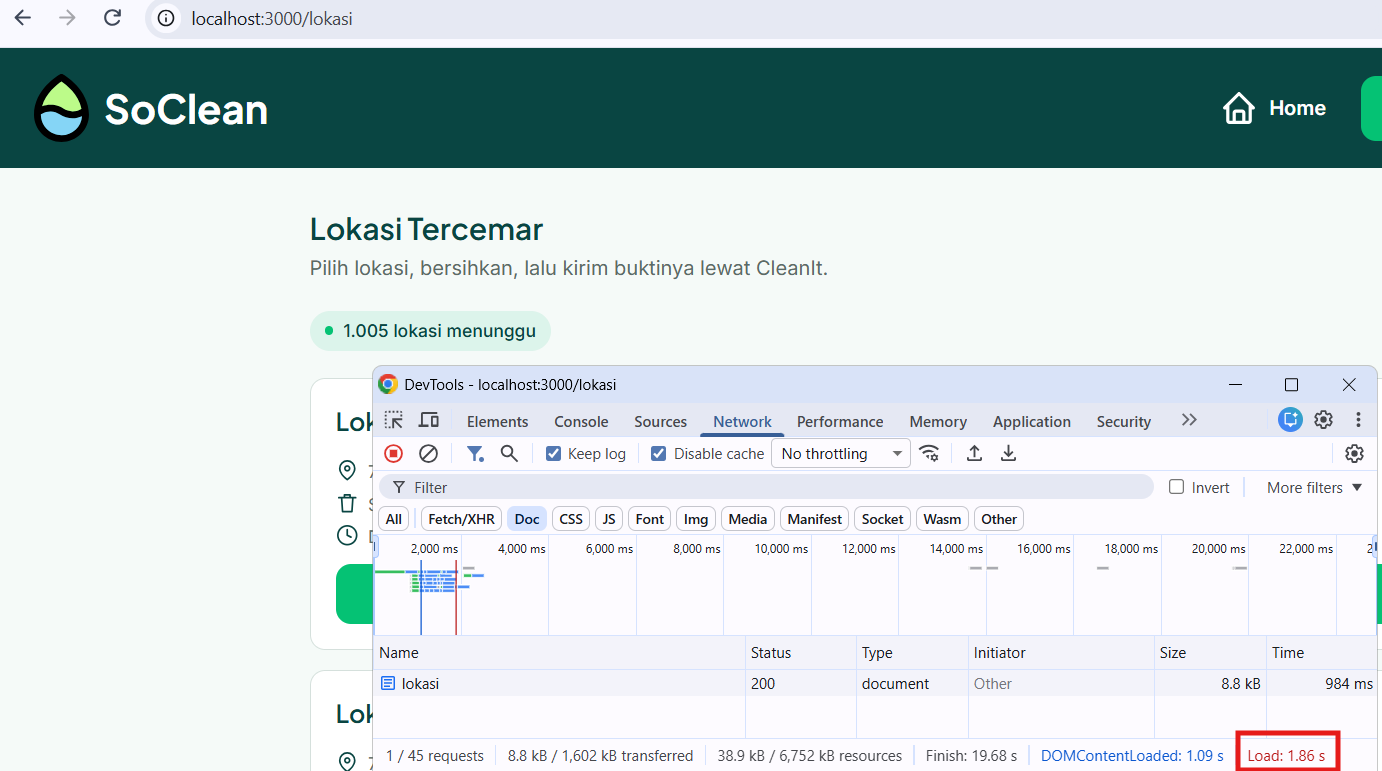 localhost:3000/lokasi
SoClean
Home
Lokasi Tercemar
Pilih lokasi, bersihkan, lalu kirim buktinya lewat CleanIt.
1.005 lokasi menunggu
DevTools - localhost:3000/lokasi
Elements Console Sources Network Performance Memory Application Security
Keep log Disable cache No throttling
Filter Invert More filters
All Fetch/XHR Doc CSS JS Font Img Media Manifest Socket Wasm Other
2,000 ms 4,000 ms 6,000 ms 8,000 ms 10,000 ms 12,000 ms 14,000 ms 16,000 ms 18,000 ms 20,000 ms 22,000 ms
Name Status Type Initiator Size Time
lokasi 200 document Other 8.8 kB 984 ms
1 / 45 requests 8.8 kB / 1,602 kB transferred 38.9 kB / 6,752 kB resources Finish: 19.68 s DOMContentLoaded: 1.09 s Load: 1.86 s